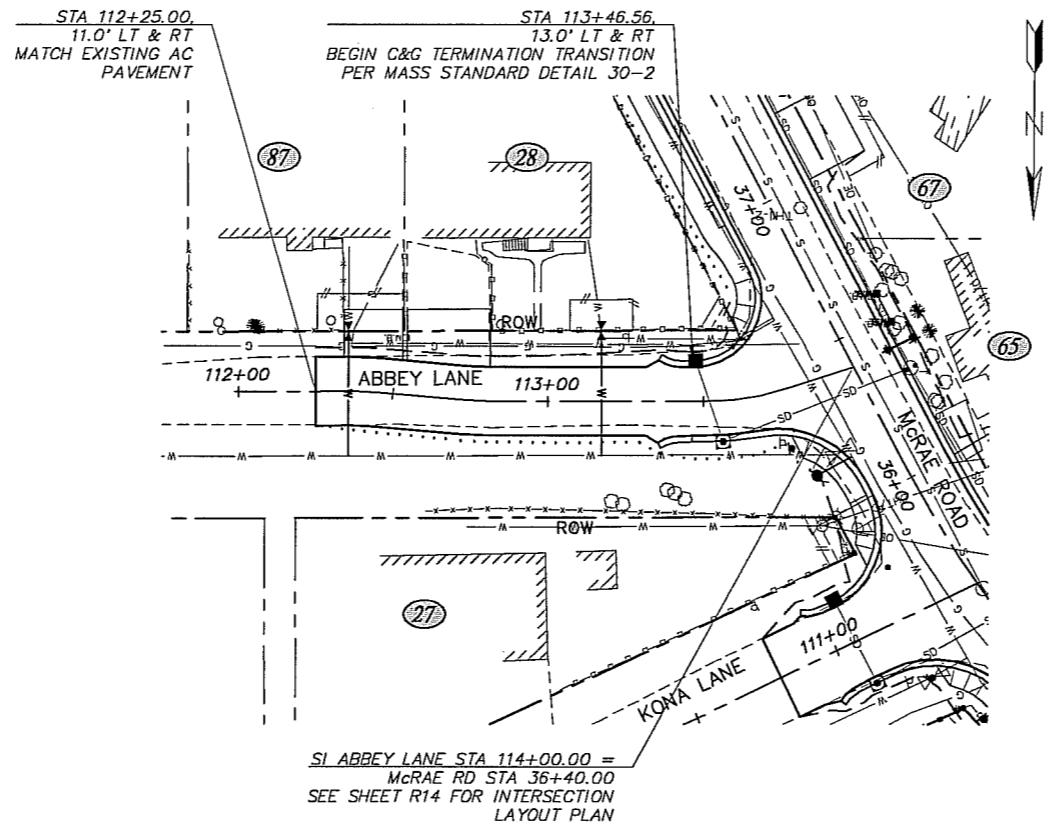 STA 112+25.00,
11.0' LT & RT
MATCH EXISTING AC
PAVEMENT
STA 113+46.56,
13.0' LT & RT
BEGIN C&G TERMINATION TRANSITION
PER MASS STANDARD DETAIL 30-2
N
87
28
67
37+00
TH-2
ROW
65
112+00
ABBEY LANE
113+00
McRAE ROAD
36+00
ROW
27
111+00
KONA LANE
SI ABBEY LANE STA 114+00.00 =
McRAE RD STA 36+40.00
SEE SHEET R14 FOR INTERSECTION
LAYOUT PLAN